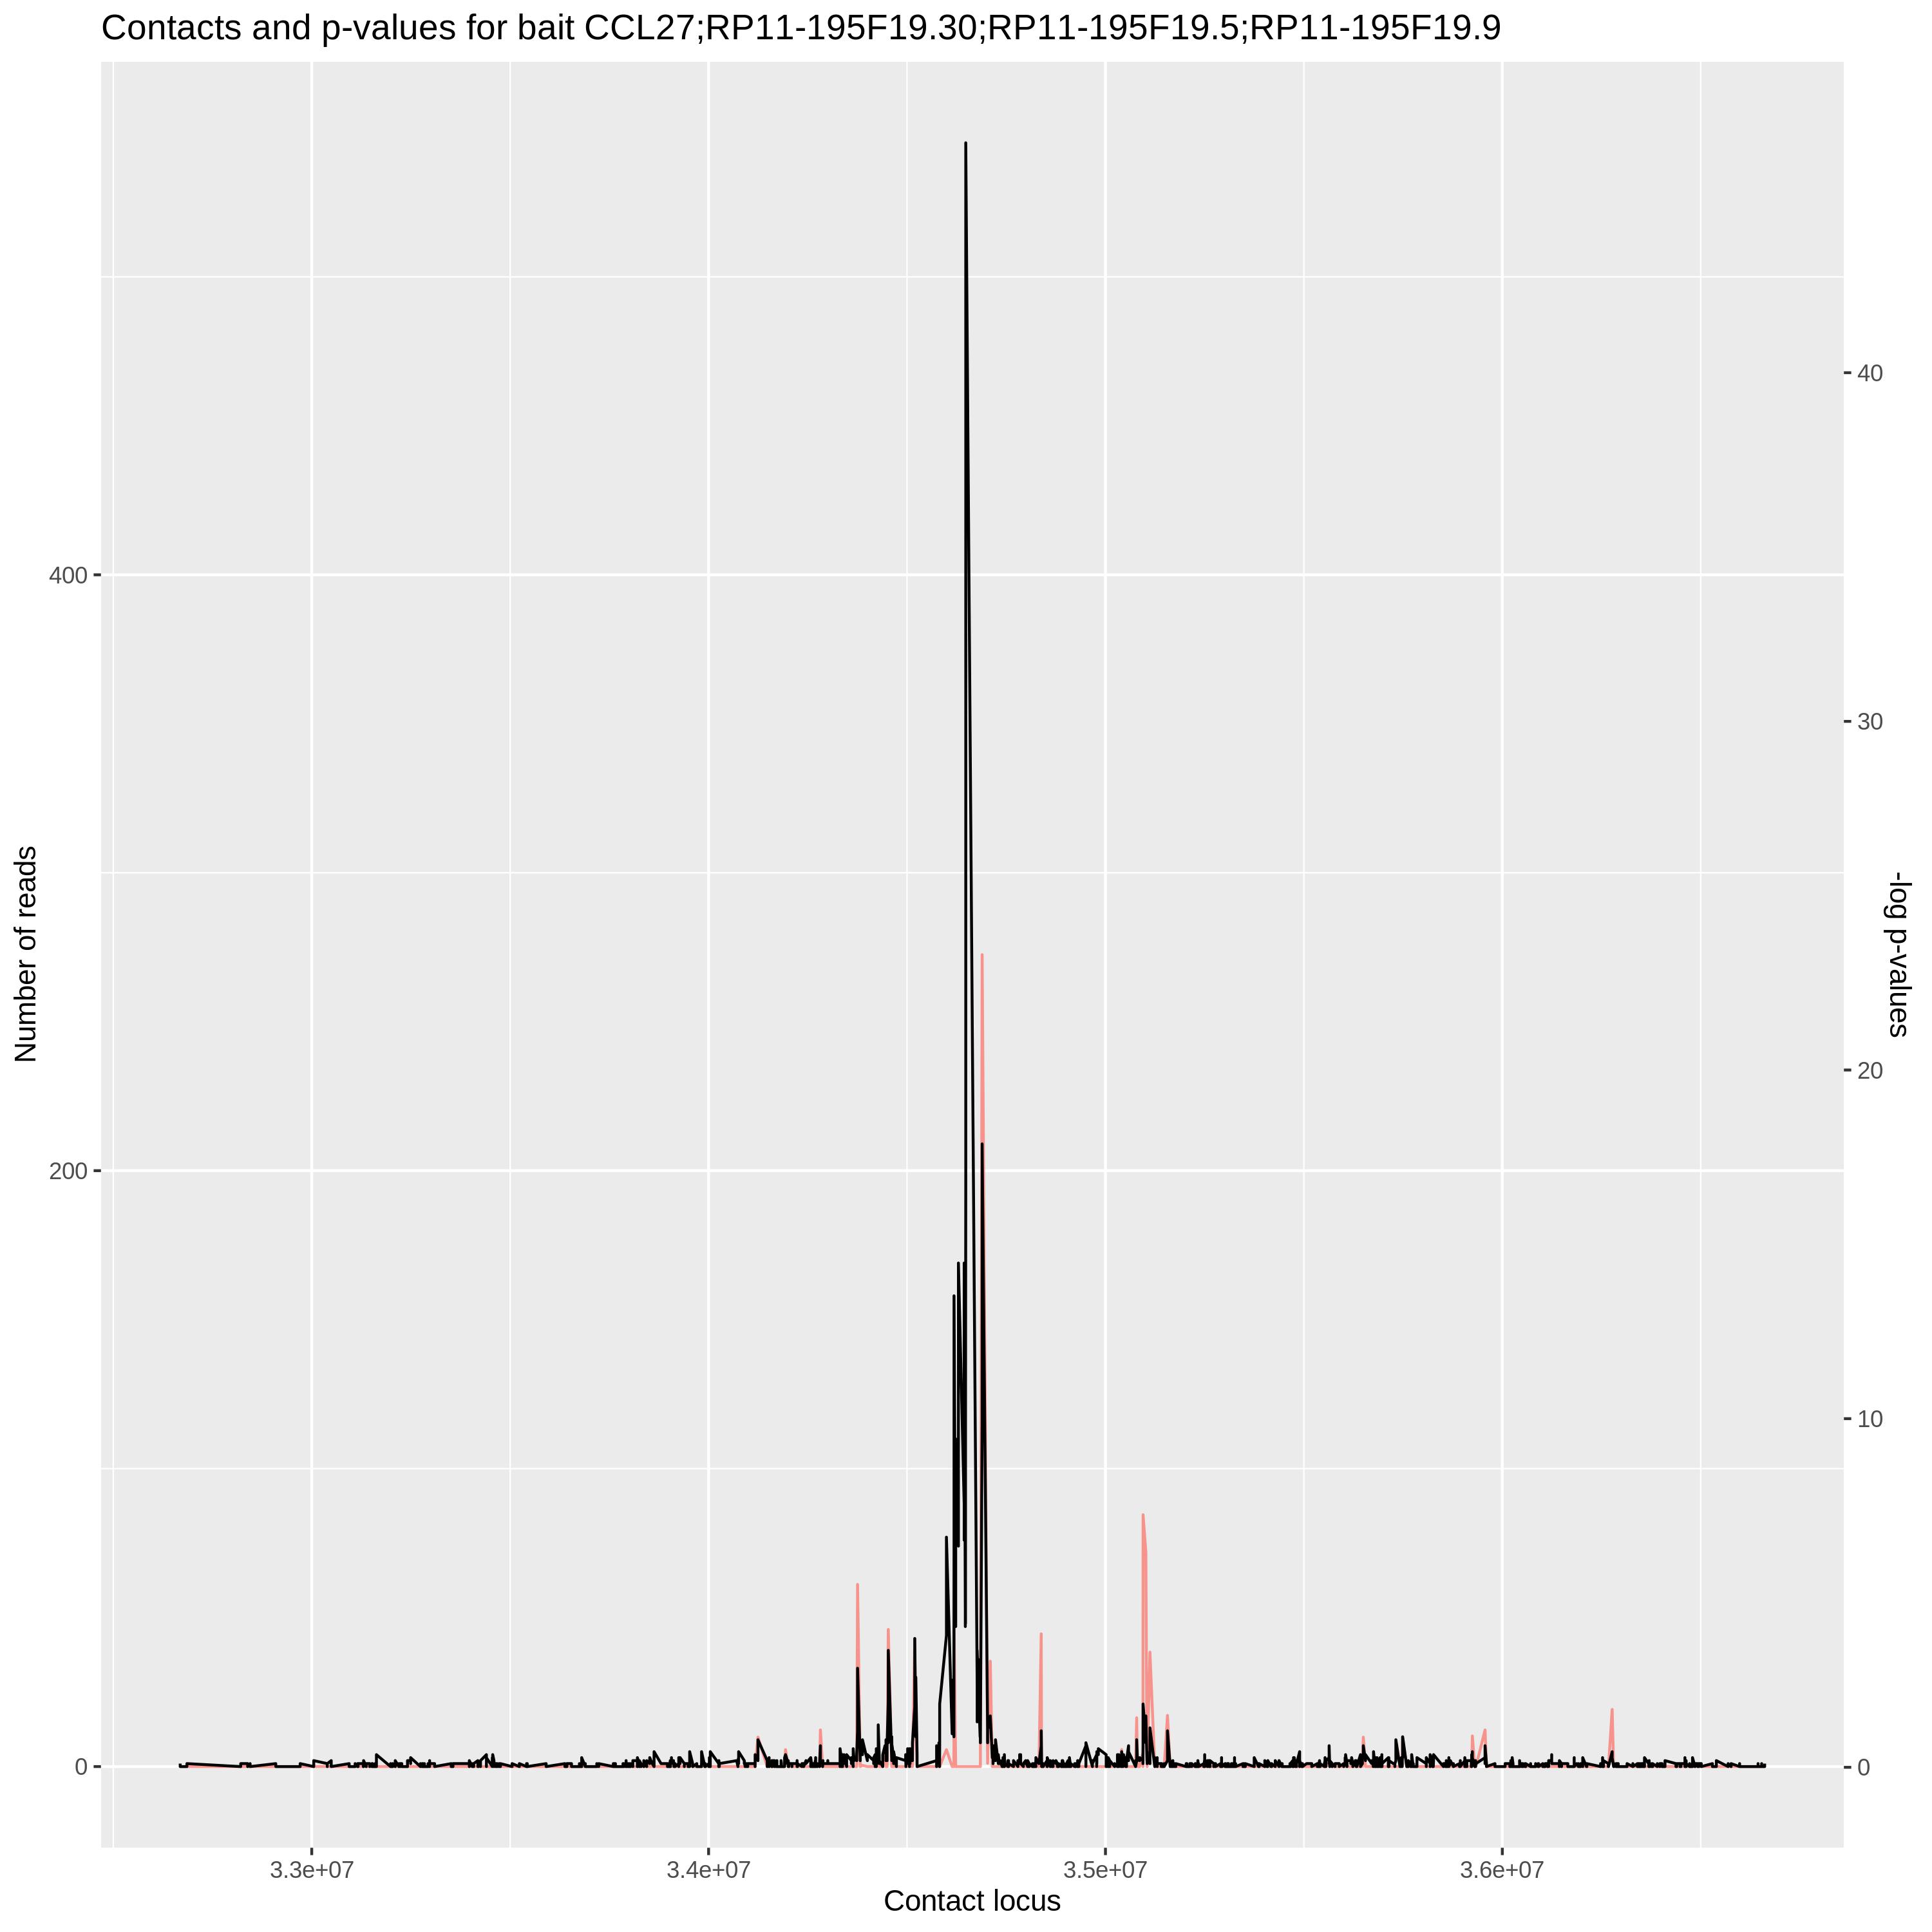 Contacts and p-values for bait CCL27;RP11-195F19.30;RP11-195F19.5;RP11-195F19.9
Number of reads
400
200
0
40
30
20
10
0
-log p-values
3.3e+07
3.4e+07
3.5e+07
3.6e+07
Contact locus